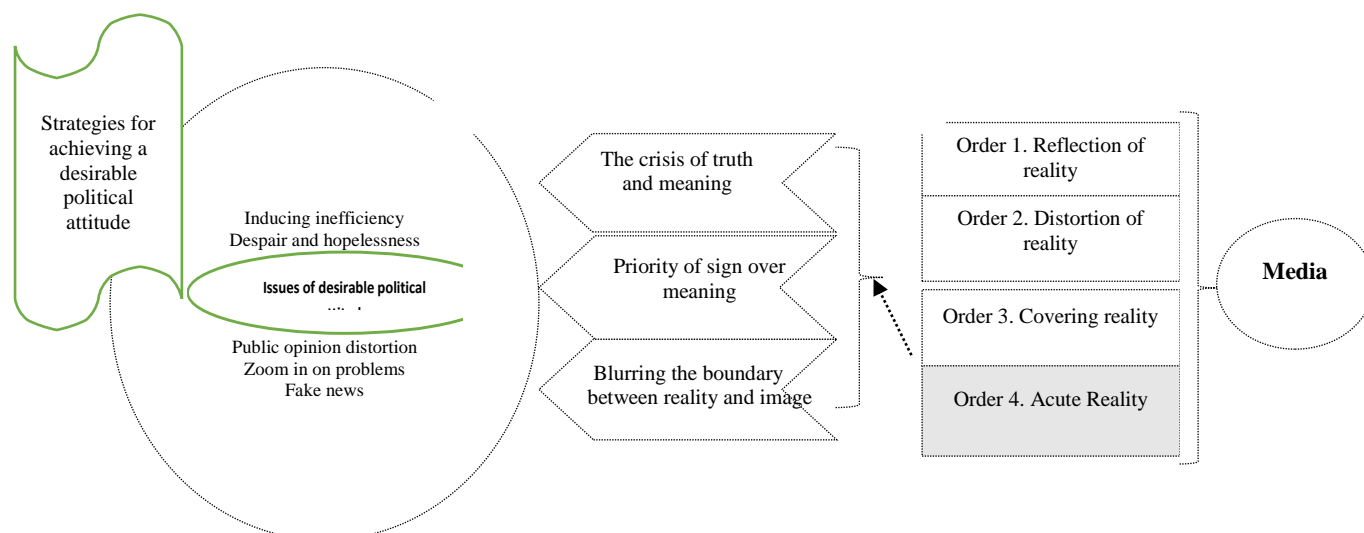 Strategies for
achieving a
desirable
political
attitude
Inducing inefficiency
Despair and hopelessness
Issues of desirable political
Public opinion distortion
Zoom in on problems
Fake news
The crisis of truth
and meaning
Priority of sign over
meaning
Blurring the boundary
between reality and image
Order 1. Reflection of
reality
Order 2. Distortion of
reality
Order 3. Covering reality
Order 4. Acute Reality
Media